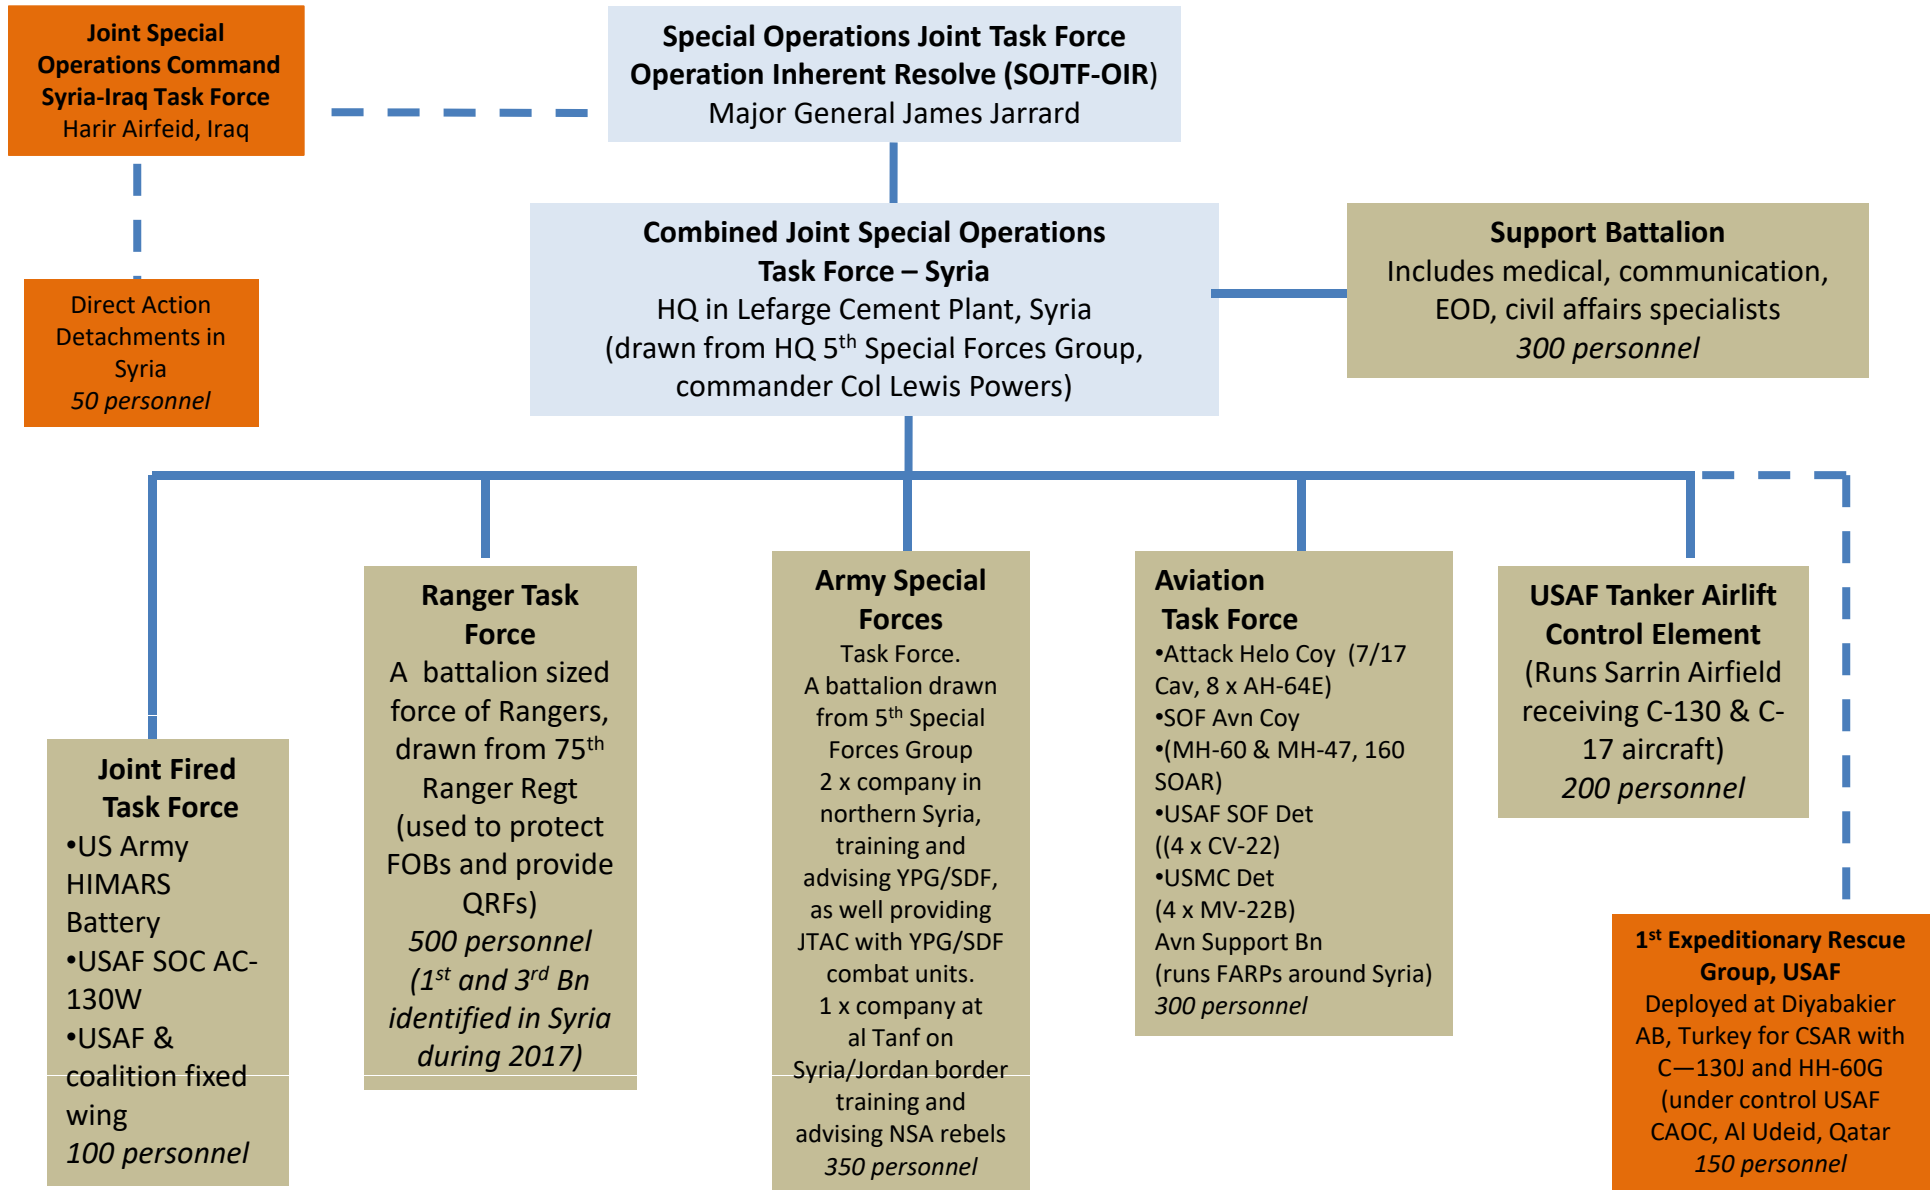 Joint Special
Operations Command
Syria-Iraq Task Force
Harir Airfeid, Iraq
Special Operations Joint Task Force
Operation Inherent Resolve (SOJTF-OIR)
Major General James Jarrard
Combined Joint Special Operations
Task Force – Syria
HQ in Lefarge Cement Plant, Syria
(drawn from HQ 5th Special Forces Group,
commander Col Lewis Powers)
Support Battalion
Includes medical, communication,
EOD, civil affairs specialists
300 personnel
Direct Action
Detachments in
Syria
50 personnel
Joint Fired
Task Force
•US Army
HIMARS
Battery
•USAF SOC AC-
130W
•USAF &
coalition fixed
wing
100 personnel
Ranger Task
Force
A battalion sized
force of Rangers,
drawn from 75th
Ranger Regt
(used to protect
FOBs and provide
QRFs)
500 personnel
(1st and 3rd Bn
identified in Syria
during 2017)
Army Special
Forces
Task Force.
A battalion drawn
from 5th Special
Forces Group
2 x company in
northern Syria,
training and
advising YPG/SDF,
as well providing
JTAC with YPG/SDF
combat units.
1 x company at
al Tanf on
Syria/Jordan border
training and
advising NSA rebels
350 personnel
Aviation
Task Force
•Attack Helo Coy (7/17
Cav, 8 x AH-64E)
•SOF Avn Coy
•(MH-60 & MH-47, 160
SOAR)
•USAF SOF Det
((4 x CV-22)
•USMC Det
(4 x MV-22B)
Avn Support Bn
(runs FARPs around Syria)
300 personnel
USAF Tanker Airlift
Control Element
(Runs Sarrin Airfield
receiving C-130 & C-
17 aircraft)
200 personnel
1st Expeditionary Rescue
Group, USAF
Deployed at Diyabakier
AB, Turkey for CSAR with
C—130J and HH-60G
(under control USAF
CAOC, Al Udeid, Qatar
150 personnel